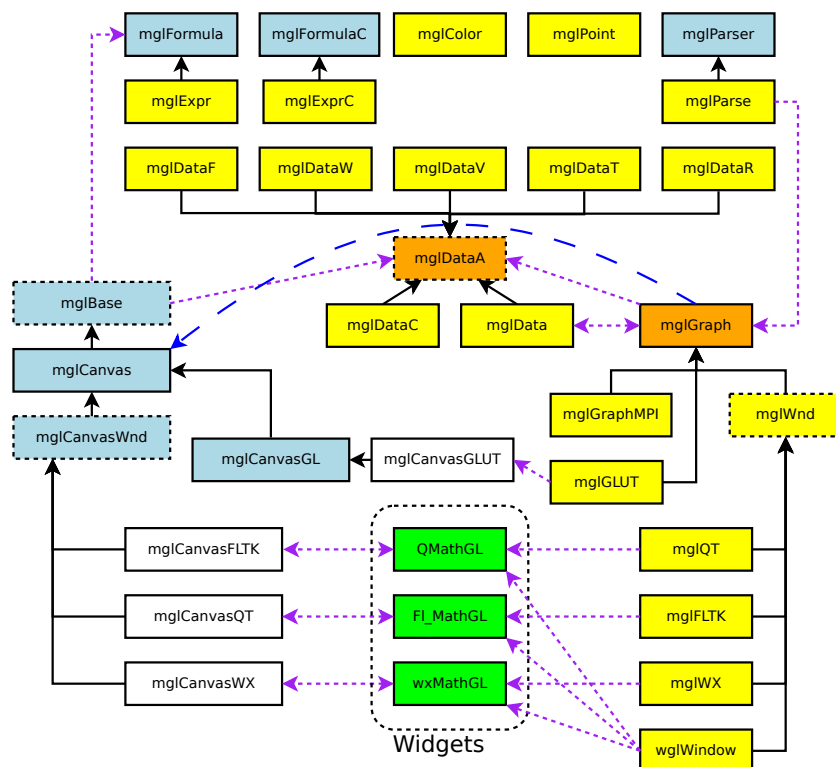 mglFormula
mglFormulaC
mglColor
mglPoint
mglParser
mglExpr
mglExprC
mglParse
mglDataF
mglDataW
mglDataV
mglDataT
mglDataR
mglDataA
mglBase
mglDataC
mglData
mglGraph
mglCanvas
mglGraphMPI
mglWnd
mglCanvasWnd
mglCanvasGL
mglCanvasGLUT
mglGLUT
mglCanvasFLTK
QMathGL
mglQT
mglCanvasQT
Fl_MathGL
mglFLTK
mglCanvasWX
wxMathGL
mglWX
Widgets
wglWindow